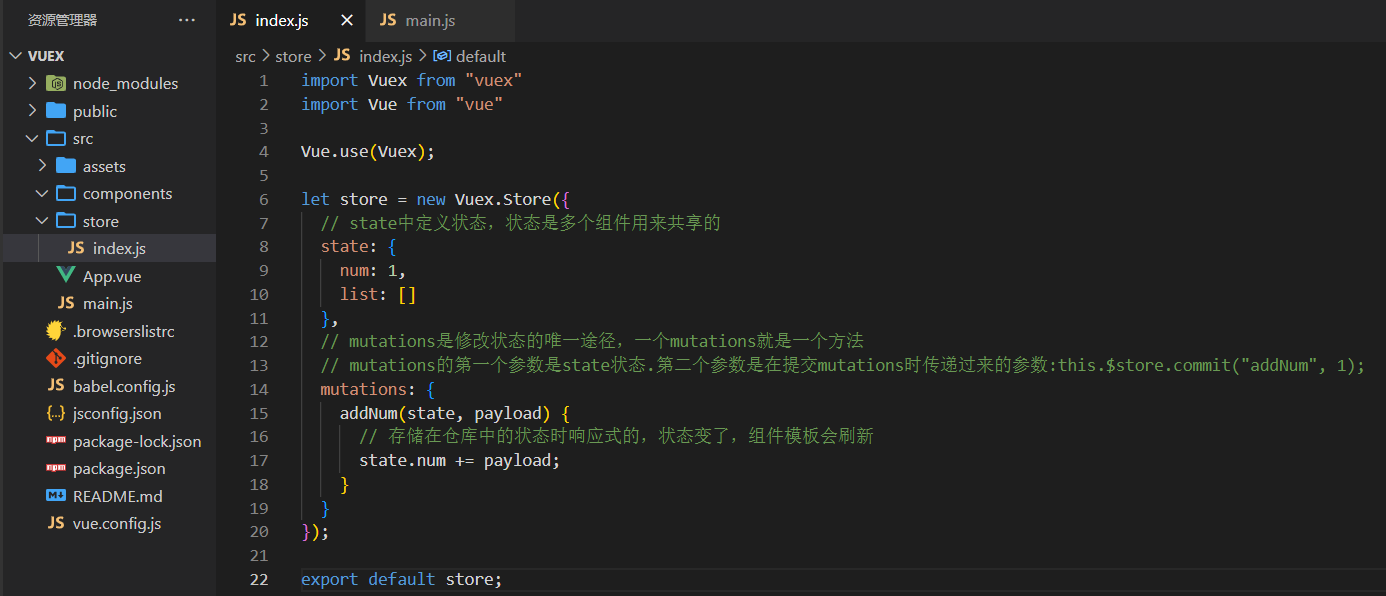 资源管理器 ···
VUEX
node_modules
public
src
assets
components
store
JS index.js
App.vue
JS main.js
.browserslistrc
.gitignore
JS babel.config.js
{..} jsconfig.json
npm package-lock.json
npm package.json
M README.md
JS vue.config.js
JS index.js × JS main.js
src > store > JS index.js > default
1 import Vuex from "vuex"
2 import Vue from "vue"
3
4 Vue.use(Vuex);
5
6 let store = new Vuex.Store({
7 // state中定义状态，状态是多个组件用来共享的
8 state: {
9 num: 1,
10 list: []
11 },
12 // mutations是修改状态的唯一途径，一个mutations就是一个方法
13 // mutations的第一个参数是state状态.第二个参数是在提交mutations时传递过来的参数:this.$store.commit("addNum", 1);
14 mutations: {
15 addNum(state, payload) {
16 // 存储在仓库中的状态时响应式的，状态变了，组件模板会刷新
17 state.num += payload;
18 }
19 }
20 });
21
22 export default store;